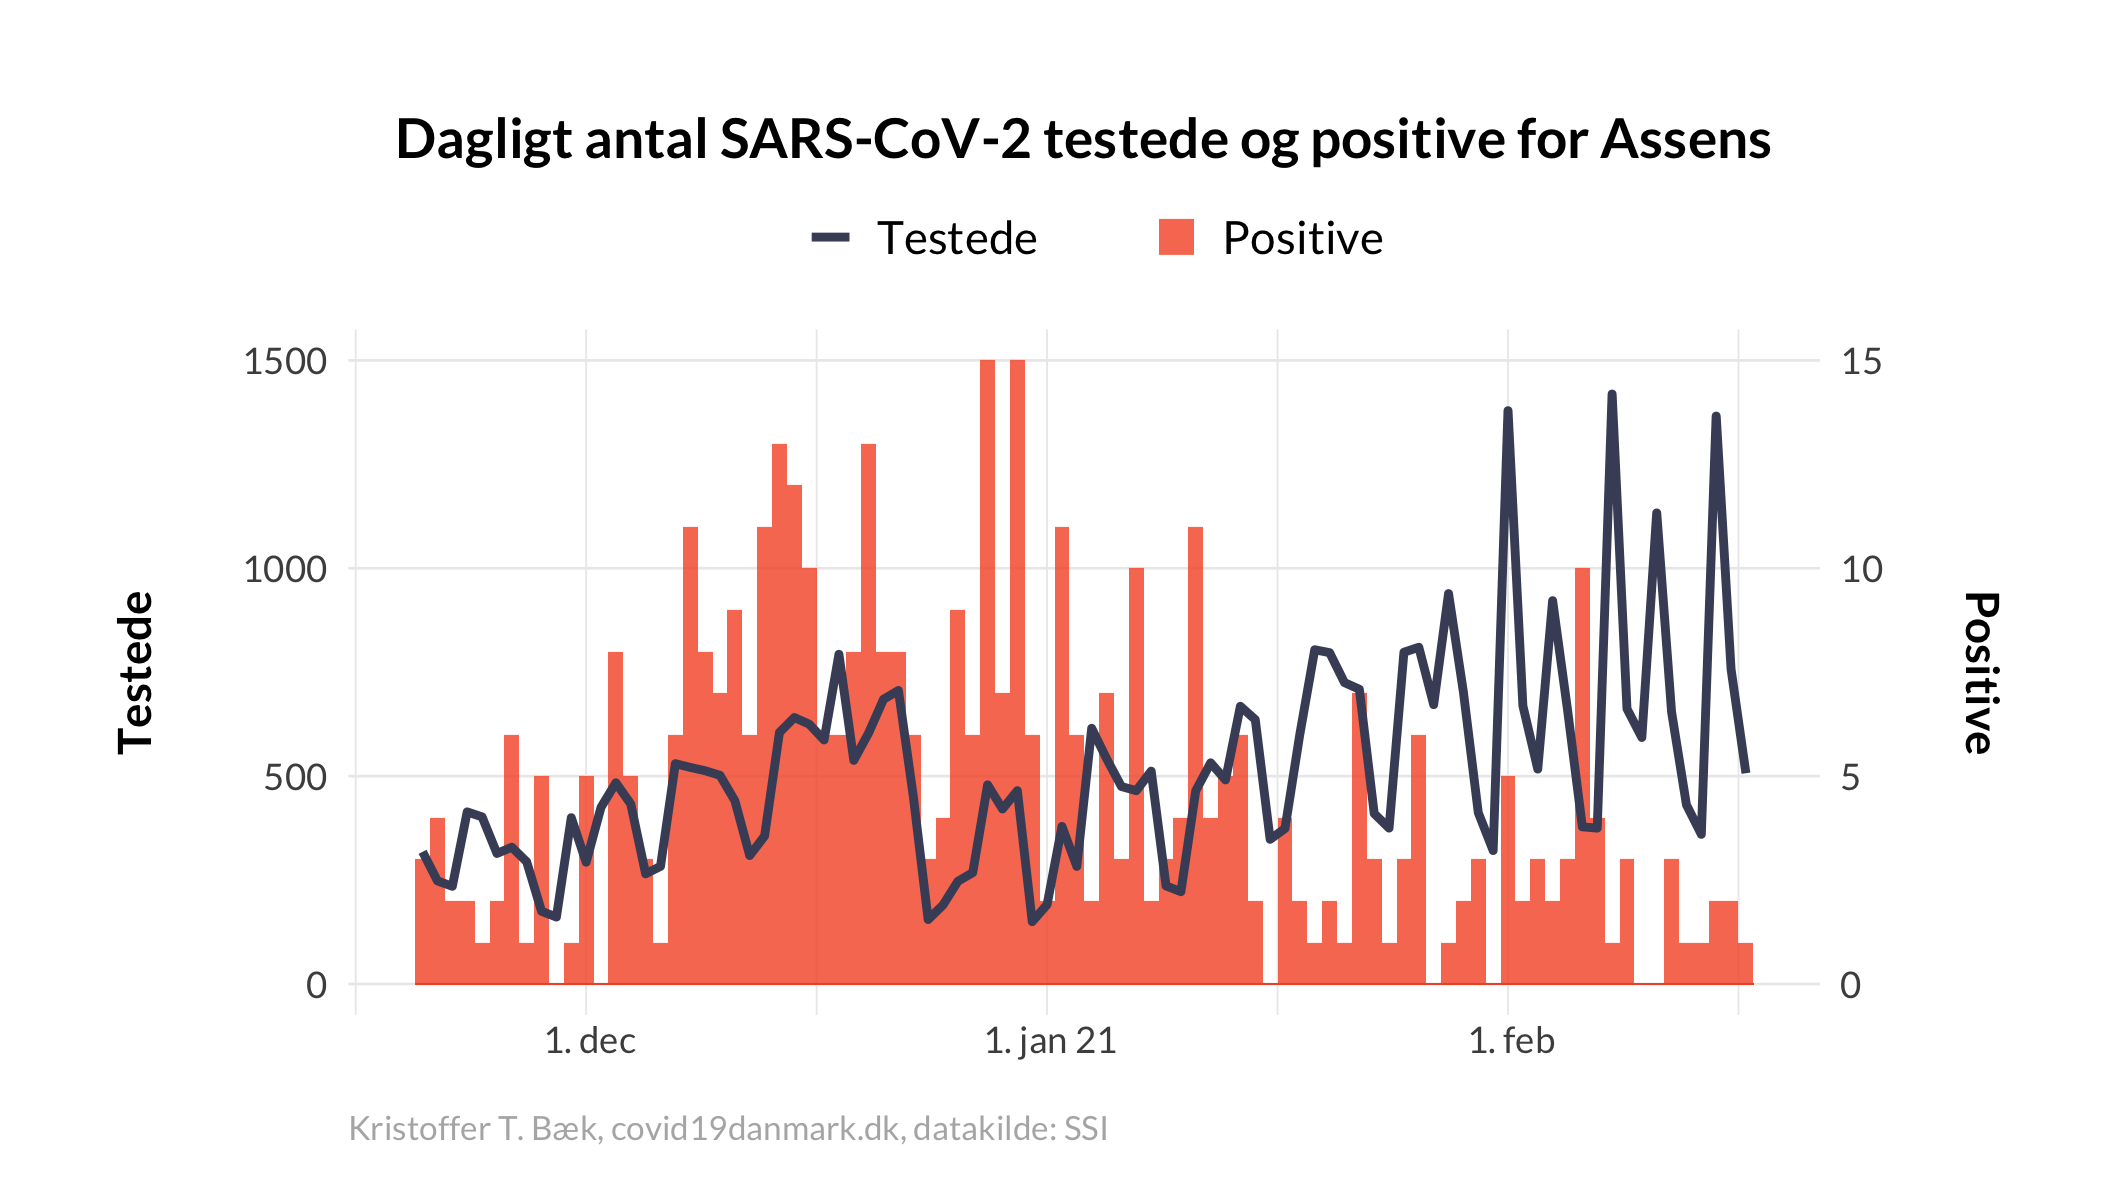 Dagligt antal SARS-CoV-2 testede og positive for Assens
Testede
Positive
1500
1000
500
0
15
10
5
0
Testede
Positive
1. dec
1. jan 21
1. feb
Kristoffer T. Bæk, covid19danmark.dk, datakilde: SSI